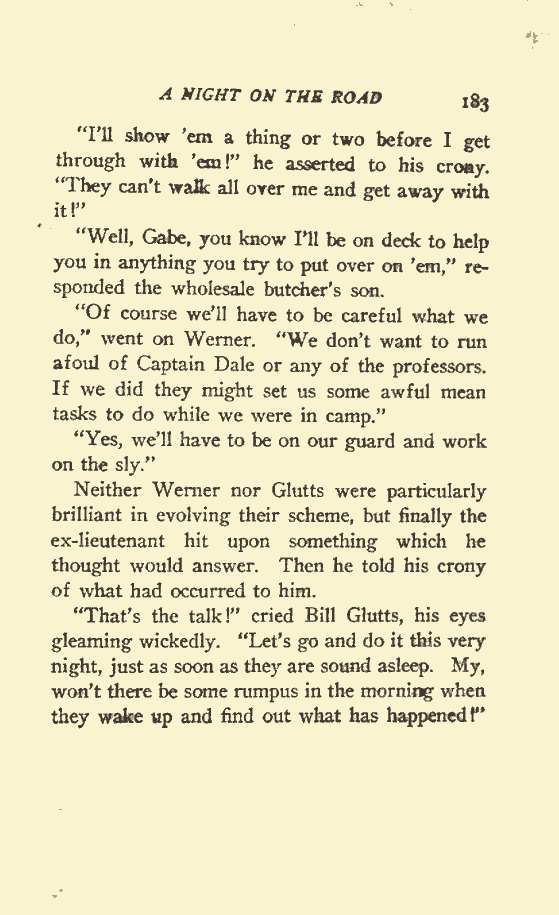 A NIGHT ON THE ROAD 183
"I'll show 'em a thing or two before I get
through with 'em!" he asserted to his crony.
"They can't walk all over me and get away with
it!"
"Well, Gabe, you know I'll be on deck to help
you in anything you try to put over on 'em," re-
sponded the wholesale butcher's son.
"Of course we'll have to be careful what we
do," went on Werner. "We don't want to run
afoul of Captain Dale or any of the professors.
If we did they might set us some awful mean
tasks to do while we were in camp."
"Yes, we'll have to be on our guard and work
on the sly."
Neither Werner nor Glutts were particularly
brilliant in evolving their scheme, but finally the
ex-lieutenant hit upon something which he
thought would answer. Then he told his crony
of what had occurred to him.
"That's the talk!" cried Bill Glutts, his eyes
gleaming wickedly. "Let's go and do it this very
night, just as soon as they are sound asleep. My,
won't there be some rumpus in the morning when
they wake up and find out what has happened!"